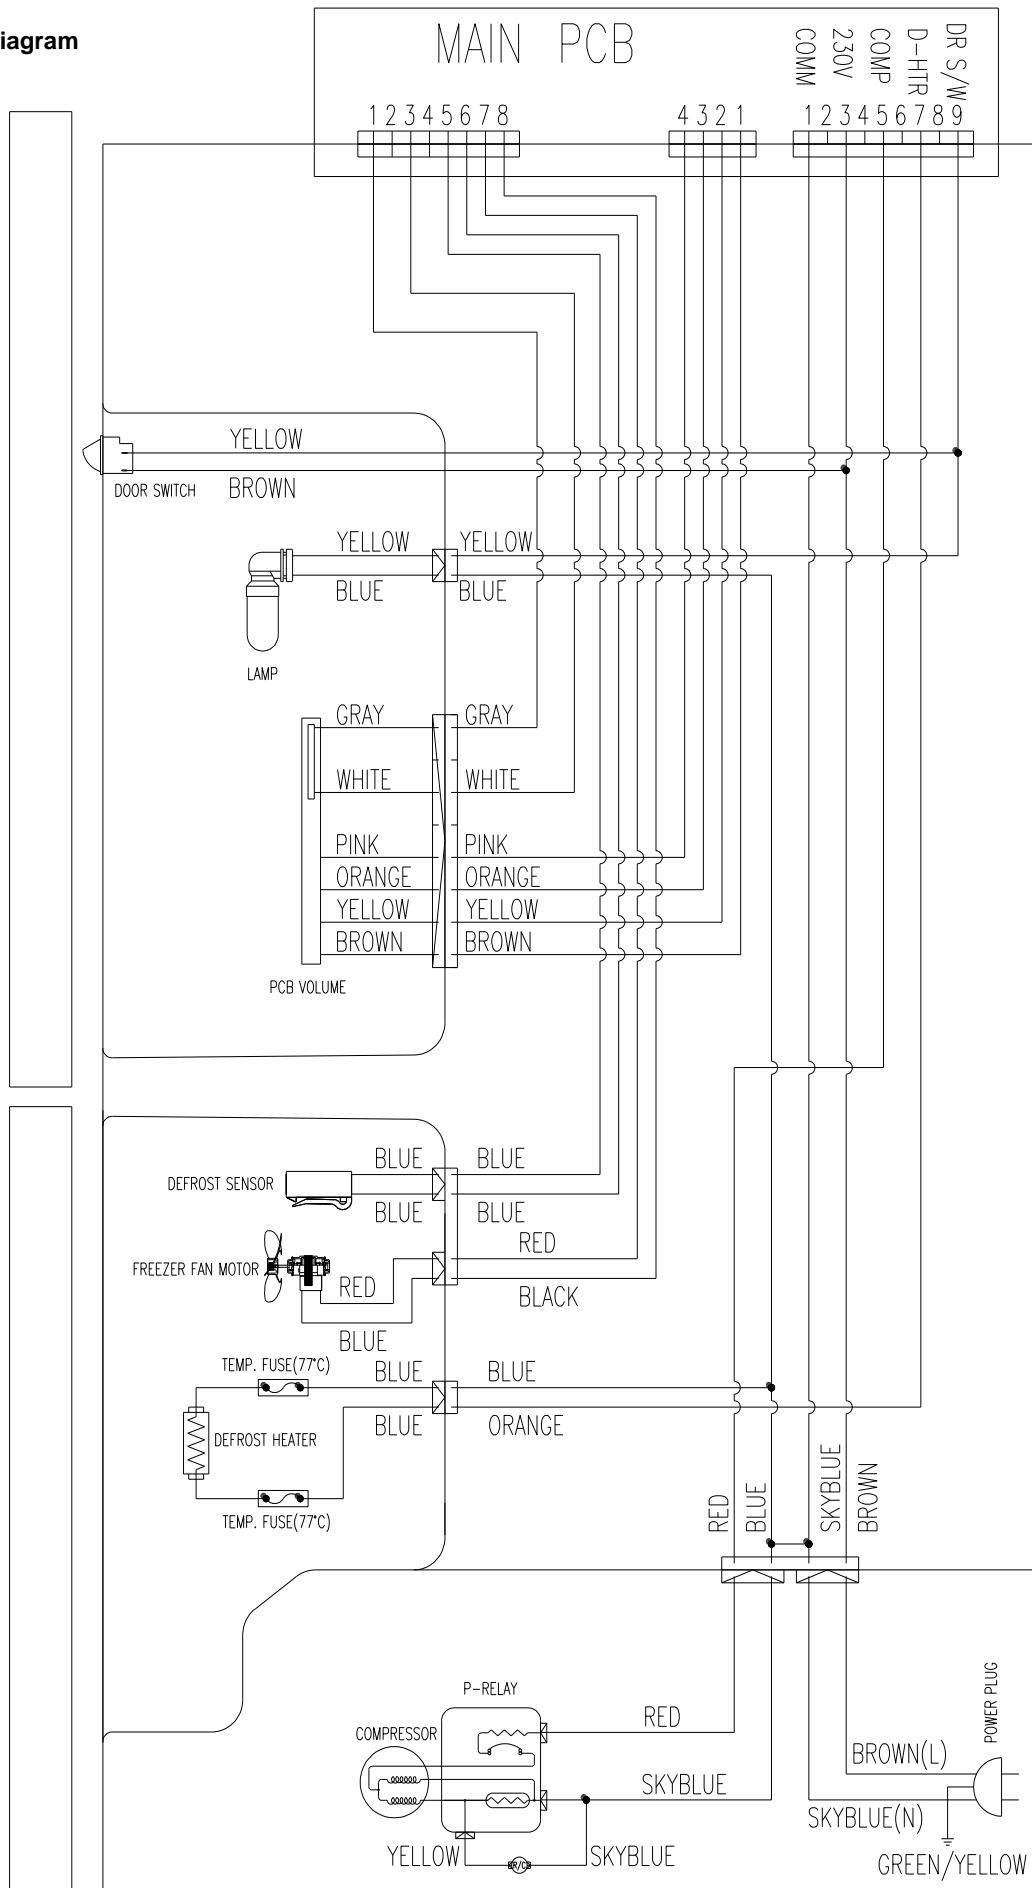 iagram
MAIN PCB
COMM
230V
COMP
D-HTR
DR S/W
1 2 3 4 5 6 7 8
4 3 2 1
1 2 3 4 5 6 7 8 9
YELLOW
DOOR SWITCH
BROWN
YELLOW YELLOW
BLUE BLUE
LAMP
GRAY GRAY
WHITE WHITE
PINK PINK
ORANGE ORANGE
YELLOW YELLOW
BROWN BROWN
PCB VOLUME
BLUE BLUE
DEFROST SENSOR
BLUE BLUE
RED
FREEZER FAN MOTOR
RED
BLACK
BLUE
TEMP. FUSE(77°C)
BLUE BLUE
BLUE ORANGE
DEFROST HEATER
TEMP. FUSE(77°C)
RED
BLUE
SKYBLUE
BROWN
P-RELAY
RED
COMPRESSOR
POWER PLUG
BROWN(L)
SKYBLUE
SKYBLUE(N)
YELLOW
R/C
SKYBLUE
GREEN/YELLOW